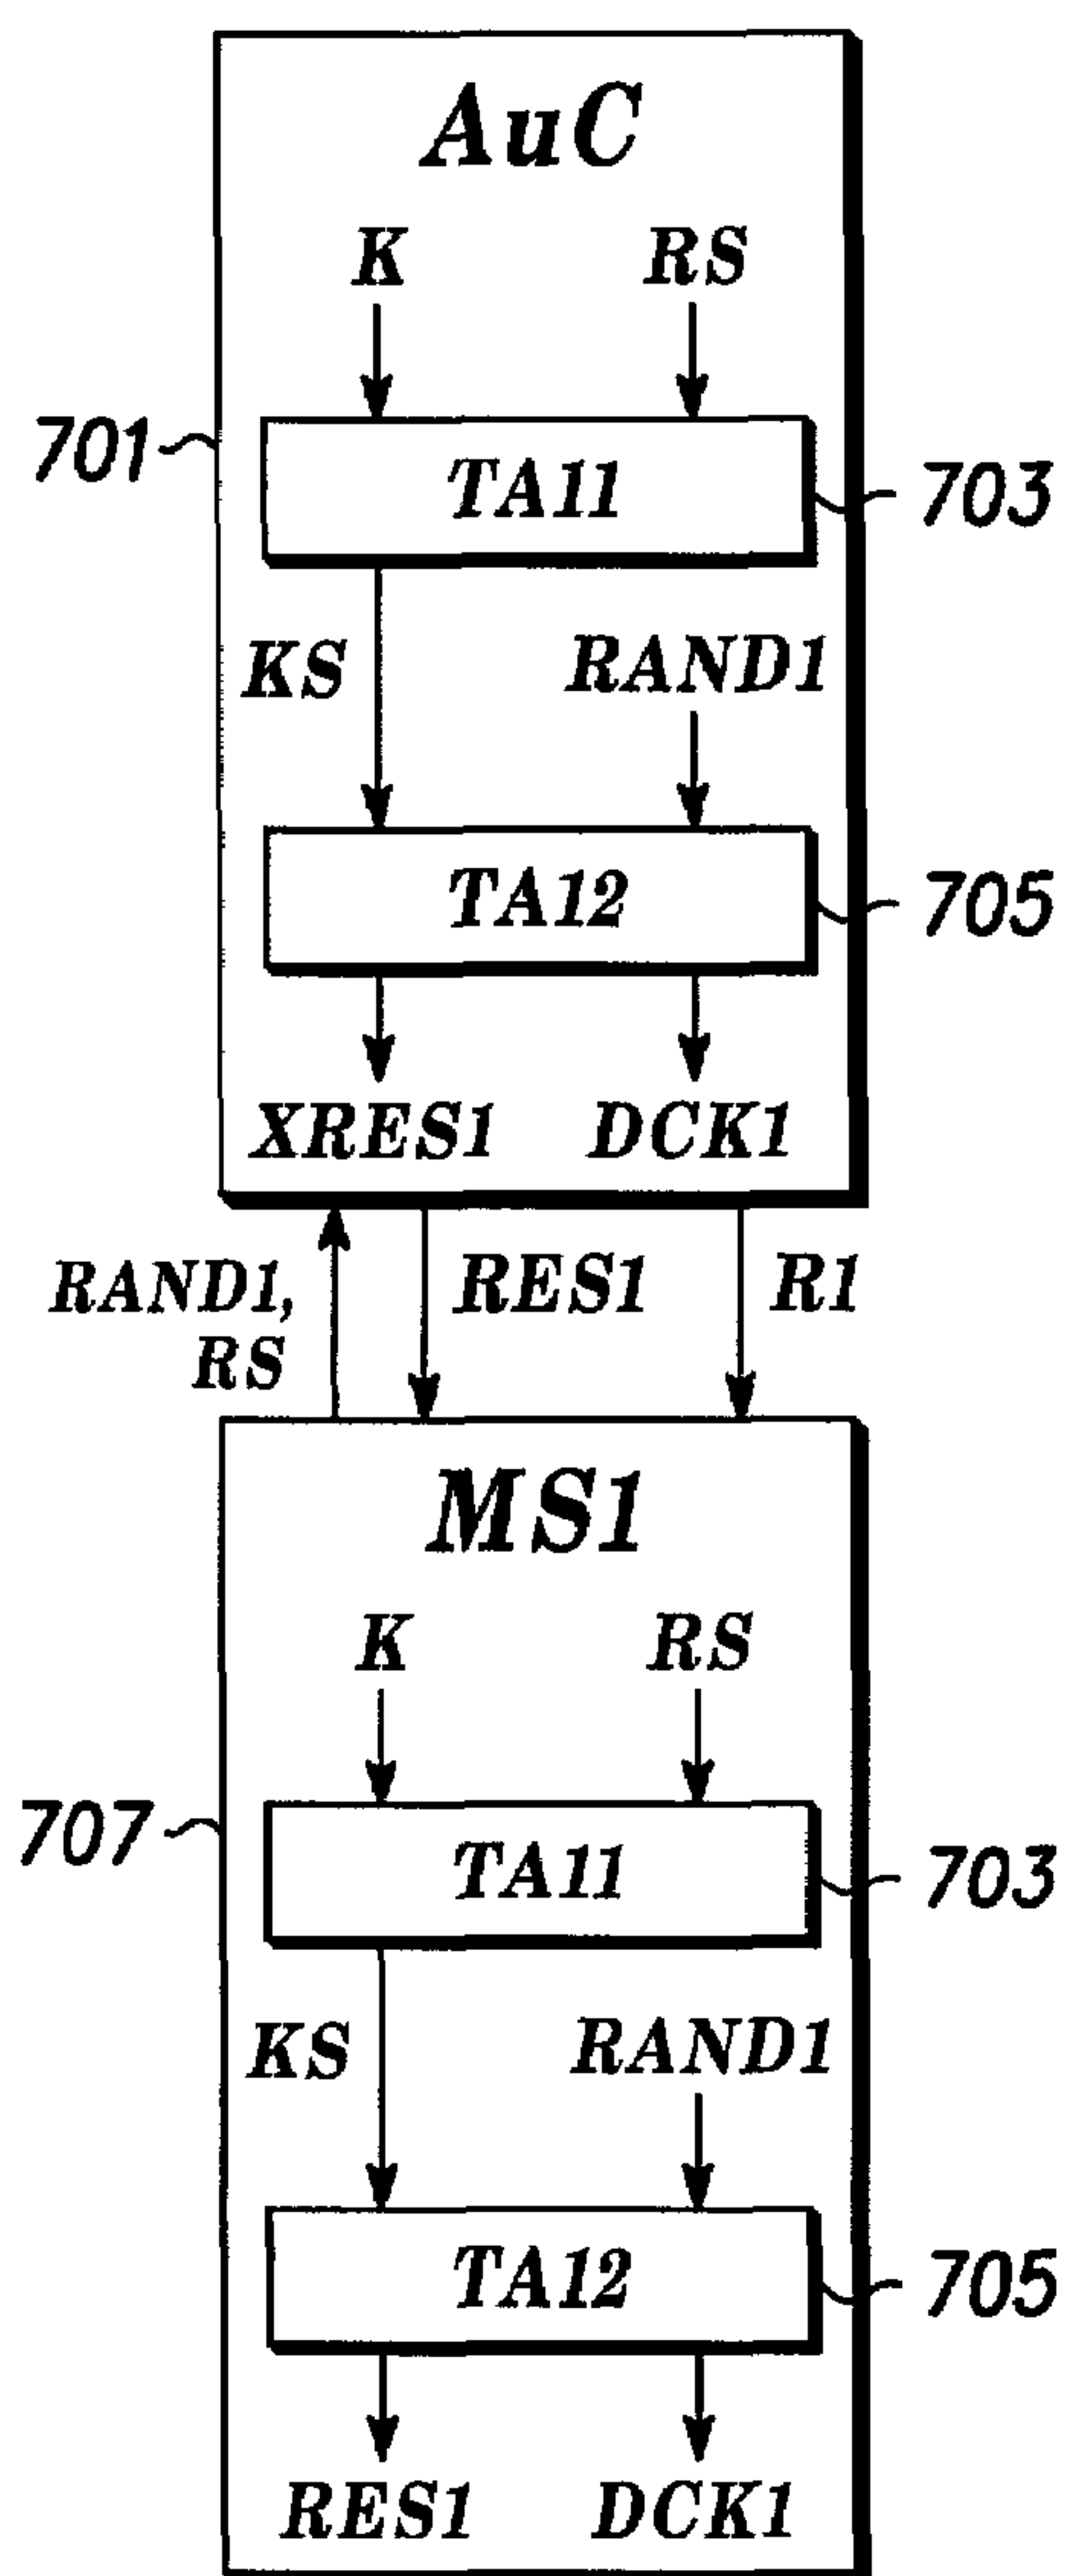 AuC
K RS
701
TA11
703
KS RAND1
TA12
705
XRES1 DCK1
RAND1,
RS
RES1
R1
MS1
K RS
707
TA11
703
KS RAND1
TA12
705
RES1 DCK1